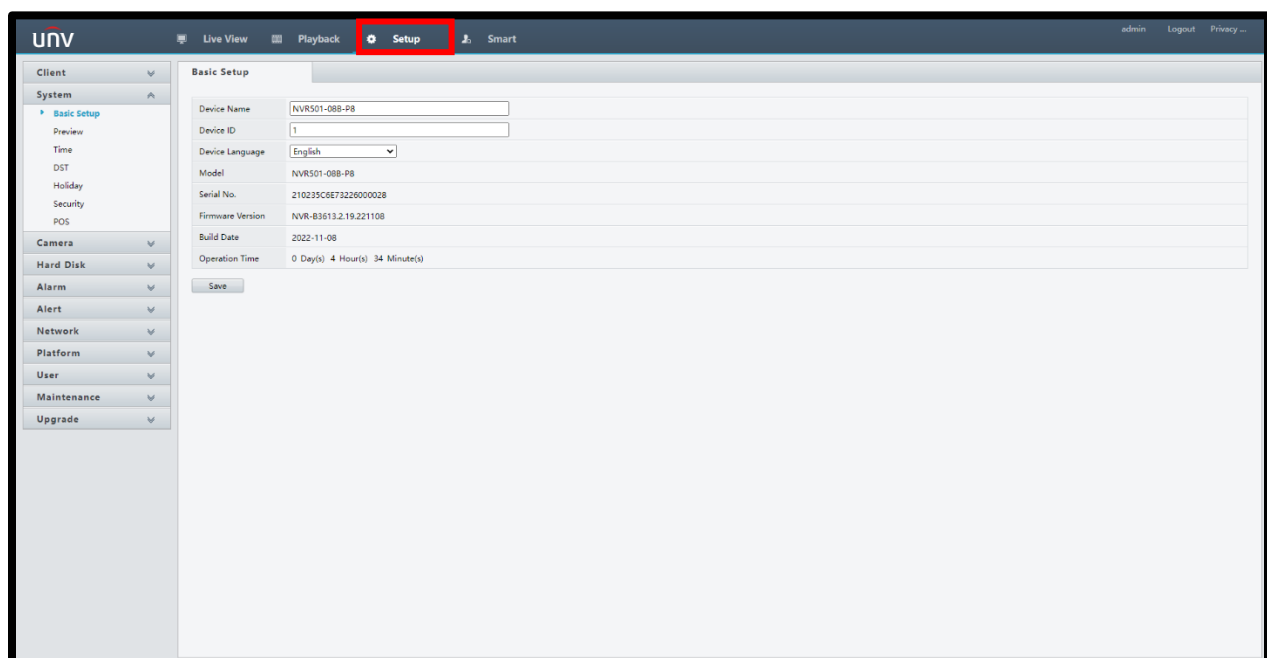 unv Live View Playback Setup Smart admin Logout Privacy ...
Client
System
Basic Setup
Preview
Time
DST
Holiday
Security
POS
Camera
Hard Disk
Alarm
Alert
Network
Platform
User
Maintenance
Upgrade
Basic Setup
Device Name NVR501-08B-P8
Device ID 1
Device Language English
Model NVR501-08B-P8
Serial No. 210235C6E73226000028
Firmware Version NVR-B3613.2.19.221108
Build Date 2022-11-08
Operation Time 0 Day(s) 4 Hour(s) 34 Minute(s)
Save